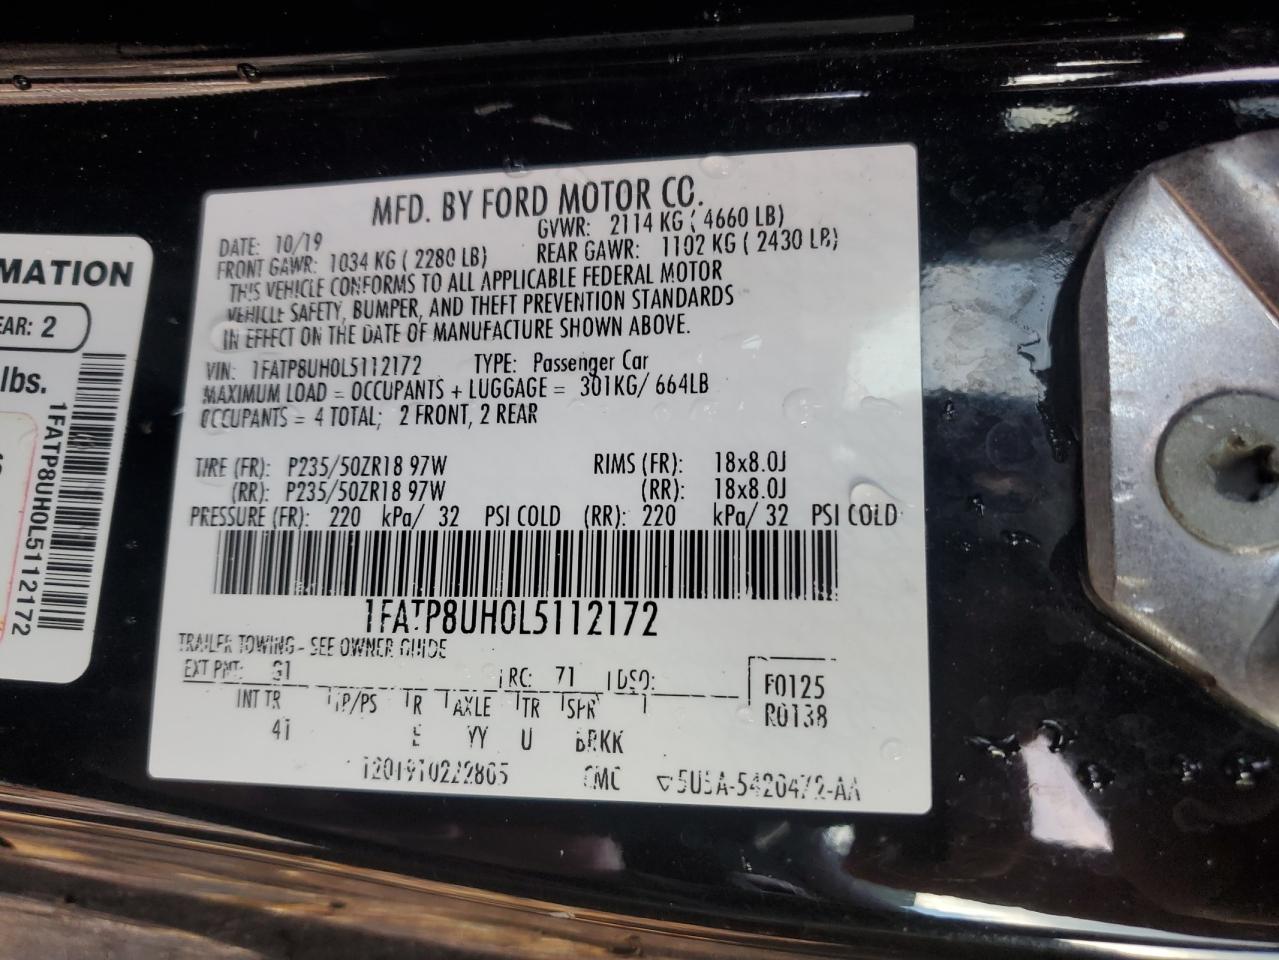 MATION
EAR: 2
lbs.
1FATP8UH0L5112172
MFD. BY FORD MOTOR CO.
DATE: 10/19 GVWR: 2114 KG ( 4660 LB)
FRONT GAWR: 1034 KG ( 2280 LB) REAR GAWR: 1102 KG ( 2430 LB)
THIS VEHICLE CONFORMS TO ALL APPLICABLE FEDERAL MOTOR
VEHICLE SAFETY, BUMPER, AND THEFT PREVENTION STANDARDS
IN EFFECT ON THE DATE OF MANUFACTURE SHOWN ABOVE.
VIN: 1FATP8UH0L5112172 TYPE: Passenger Car
MAXIMUM LOAD = OCCUPANTS + LUGGAGE = 301KG/ 664LB
OCCUPANTS = 4 TOTAL; 2 FRONT, 2 REAR
TIRE (FR): P235/50ZR18 97W RIMS (FR): 18x8.0J
(RR): P235/50ZR18 97W (RR): 18x8.0J
PRESSURE (FR): 220 kPa/ 32 PSI COLD (RR): 220 kPa/ 32 PSI COLD
1FATP8UH0L5112172
TRAILER TOWING - SEE OWNER GUIDE
EXT PNT: G1 RC: 71 DSO:
F0125
R0138
INT TR TP/PS R AXLE TR SPR
41 E YY U BRKK
CMC